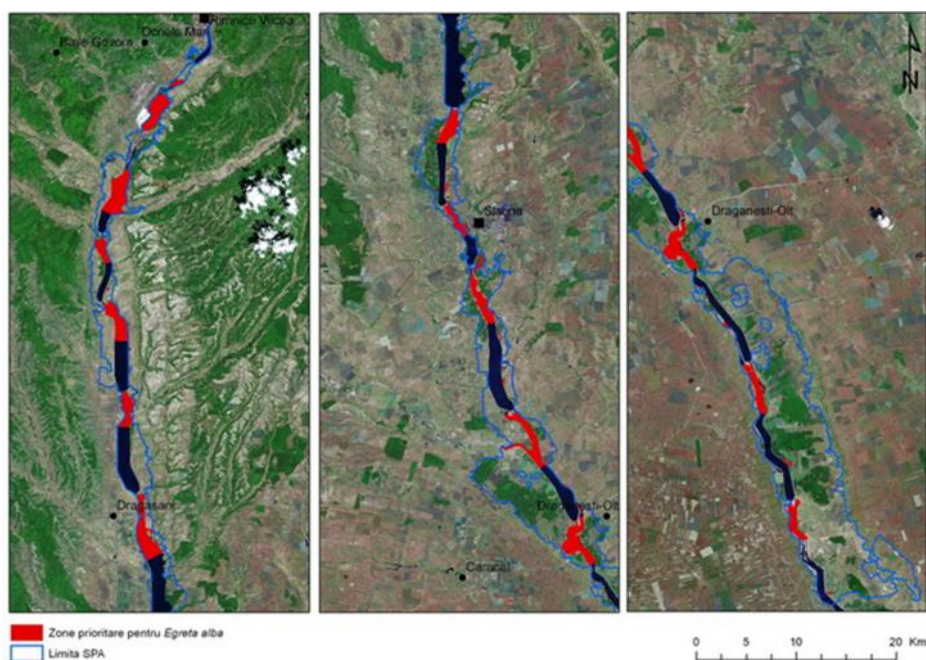 Rimnicu Vilcea
Ocnele Mari
Baile Govora
Dragasani
Slatina
Draganesti-Olt
Caracal
Draganesti-Olt
N
Zone prioritare pentru Egreta alba
Limita SPA
0 5 10 20 Km